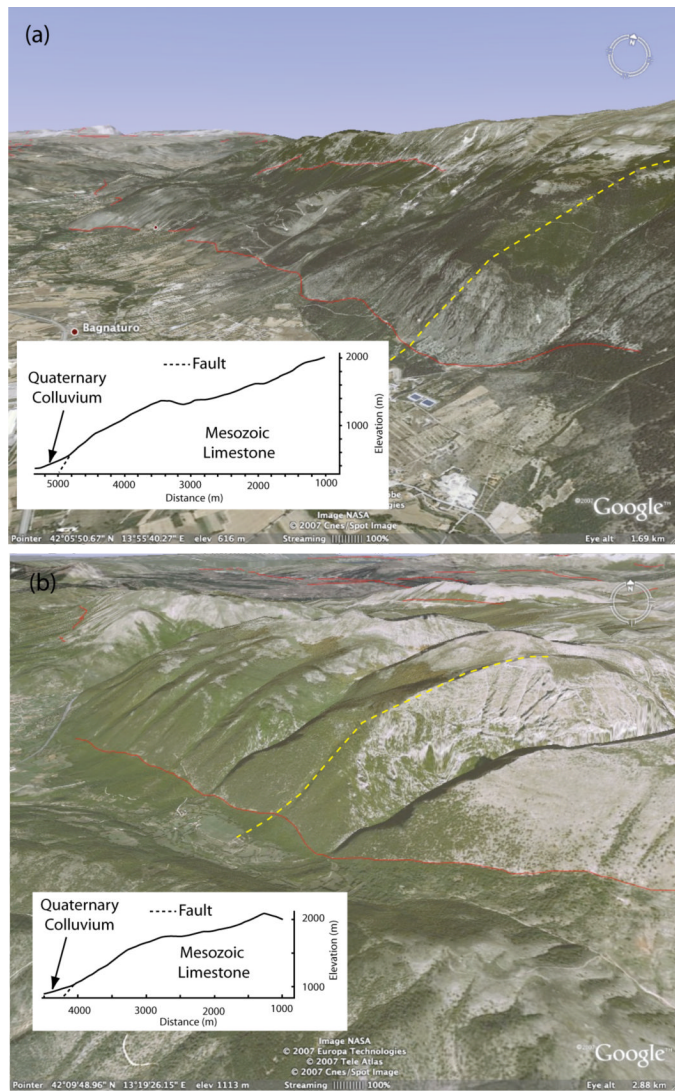 (a)
N
Bagnaturo
Fault
Quaternary
Colluvium
Mesozoic
Limestone
2000
1000
Elevation (m)
5000 4000 3000 2000 1000
Distance (m)
Image NASA
© 2007 Cnes/Spot Image
©2007 Google™
Pointer 42°05'50.67" N 13°55'40.27" E elev 616 m Streaming 100% Eye alt 1.69 km
(b)
N
Fault
Quaternary
Colluvium
Mesozoic
Limestone
2000
1000
Elevation (m)
4000 3000 2000 1000
Distance (m)
Image NASA
© 2007 Europa Technologies
© 2007 Tele Atlas
© 2007 Cnes/Spot Image
©2007 Google™
Pointer 42°09'48.96" N 13°19'26.15" E elev 1113 m Streaming 100% Eye alt 2.88 km